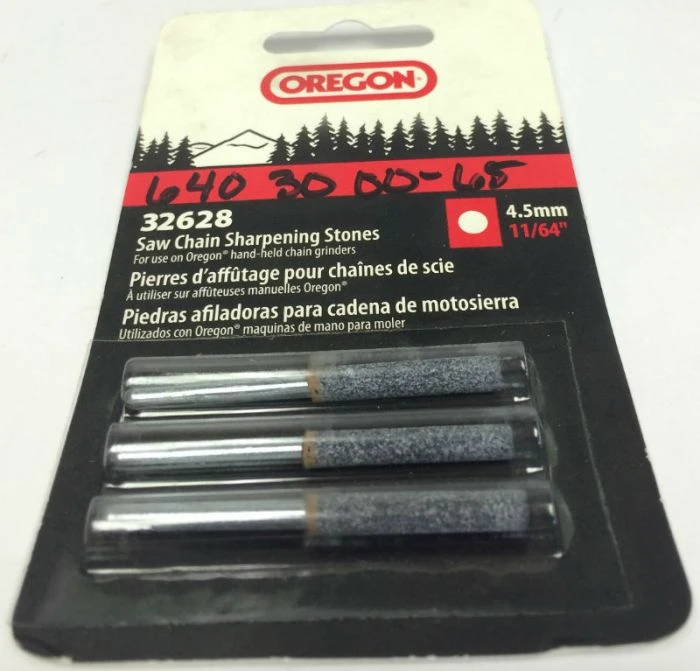 OREGON
640 30 00-65
32628
4.5mm
11/64"
Saw Chain Sharpening Stones
For use on Oregon® hand-held chain grinders
Pierres d'affûtage pour chaînes de scie
À utiliser sur affûteuses manuelles Oregon®
Piedras afiladoras para cadena de motosierra
Utilizados con Oregon® maquinas de mano para moler